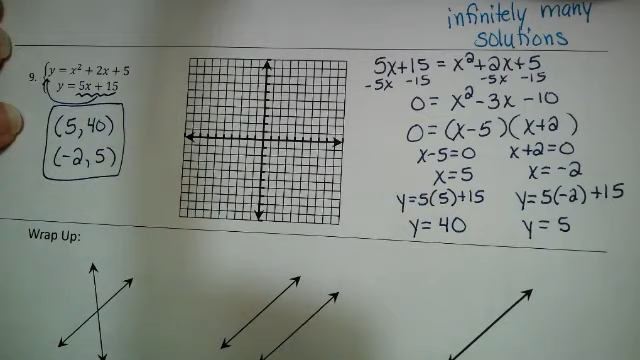 infinitely many
solutions
9. y = x² + 2x + 5
y = 5x + 15
(5, 40)
(-2, 5)
5x+15 = x²+2x+5
-5x -15 -5x -15
0 = x² -3x -10
0 = (x-5)(x+2)
x-5=0 x+2=0
x=5 x=-2
y=5(5)+15 y=5(-2)+15
y=40 y=5
Wrap Up: